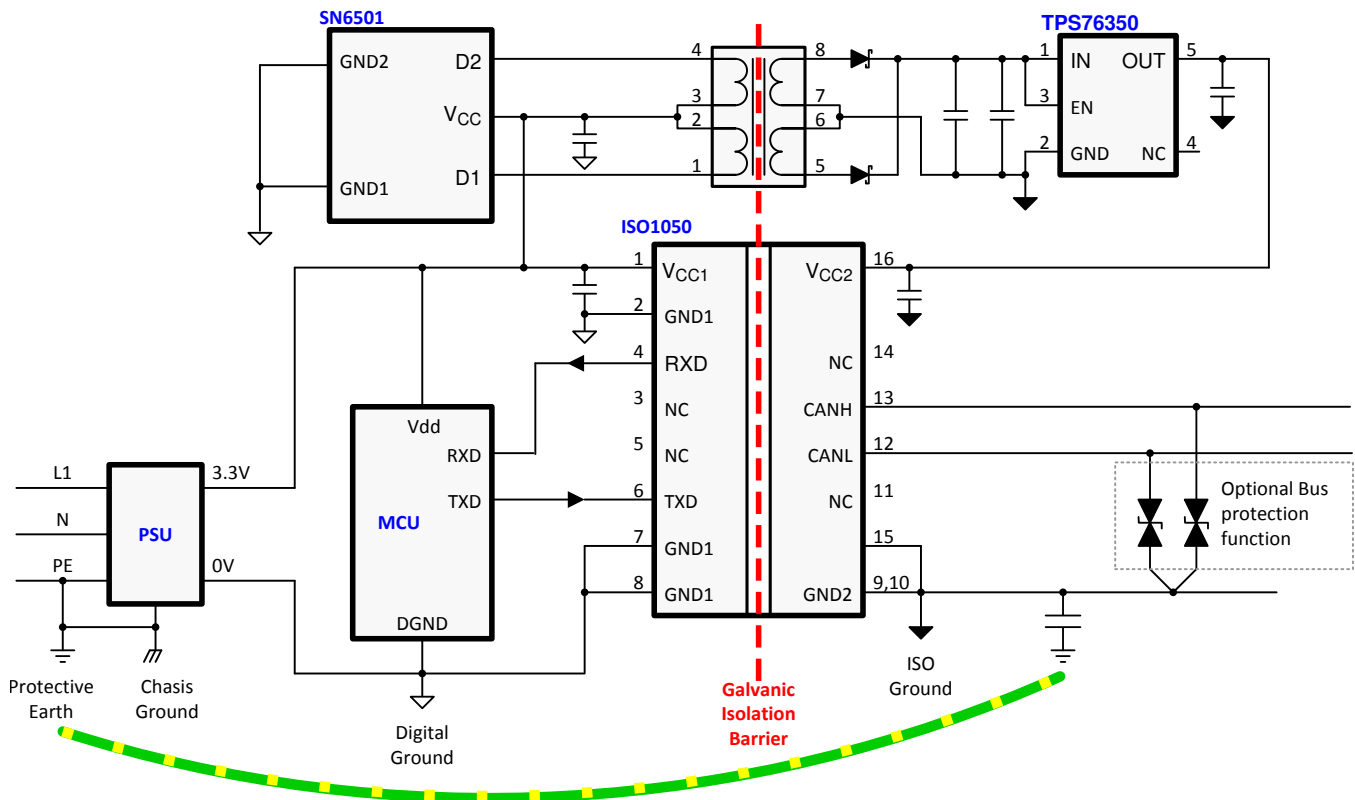 SN6501
GND2
D2
VCC
GND1
D1
4
3
2
1
8
7
6
5
TPS76350
1
IN
OUT
5
3
EN
2
GND
NC
4
ISO1050
1
VCC1
2
GND1
4
RXD
3
NC
5
NC
6
TXD
7
GND1
8
GND1
VCC2
16
NC
14
CANH
13
CANL
12
NC
11
15
GND2
9,10
Vdd
RXD
TXD
MCU
DGND
L1
N
PE
PSU
3.3V
0V
Optional Bus
protection
function
Protective
Earth
Chasis
Ground
Digital
Ground
Galvanic
Isolation
Barrier
ISO
Ground